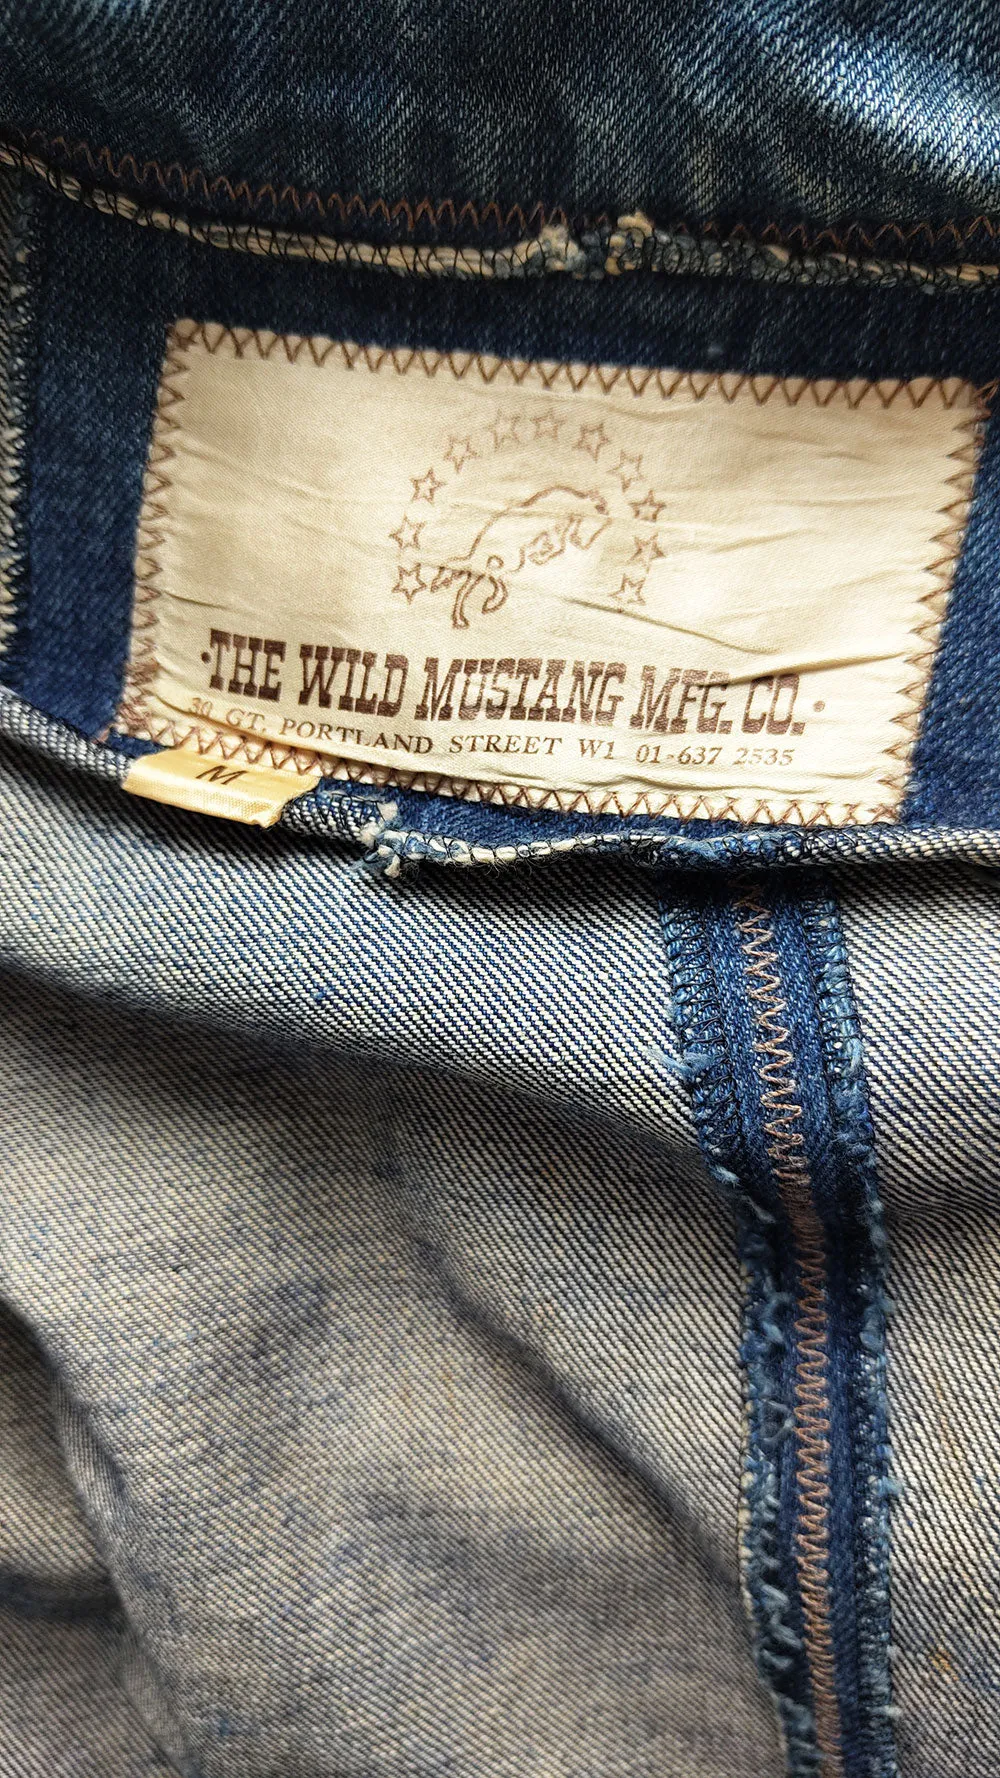 ·THE WILD MUSTANG MFG. CO.·
30 GT. PORTLAND STREET W1 01-637 2535
M